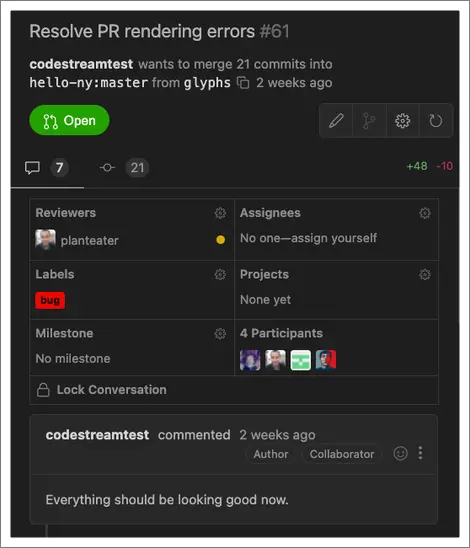 Resolve PR rendering errors #61
codestreamtest wants to merge 21 commits into
hello-ny:master from glyphs 2 weeks ago
Open
7 21 +48 -10
Reviewers
planteater
Assignees
No one—assign yourself
Labels
bug
Projects
None yet
Milestone
No milestone
4 Participants
Lock Conversation
codestreamtest commented 2 weeks ago
Author Collaborator
Everything should be looking good now.